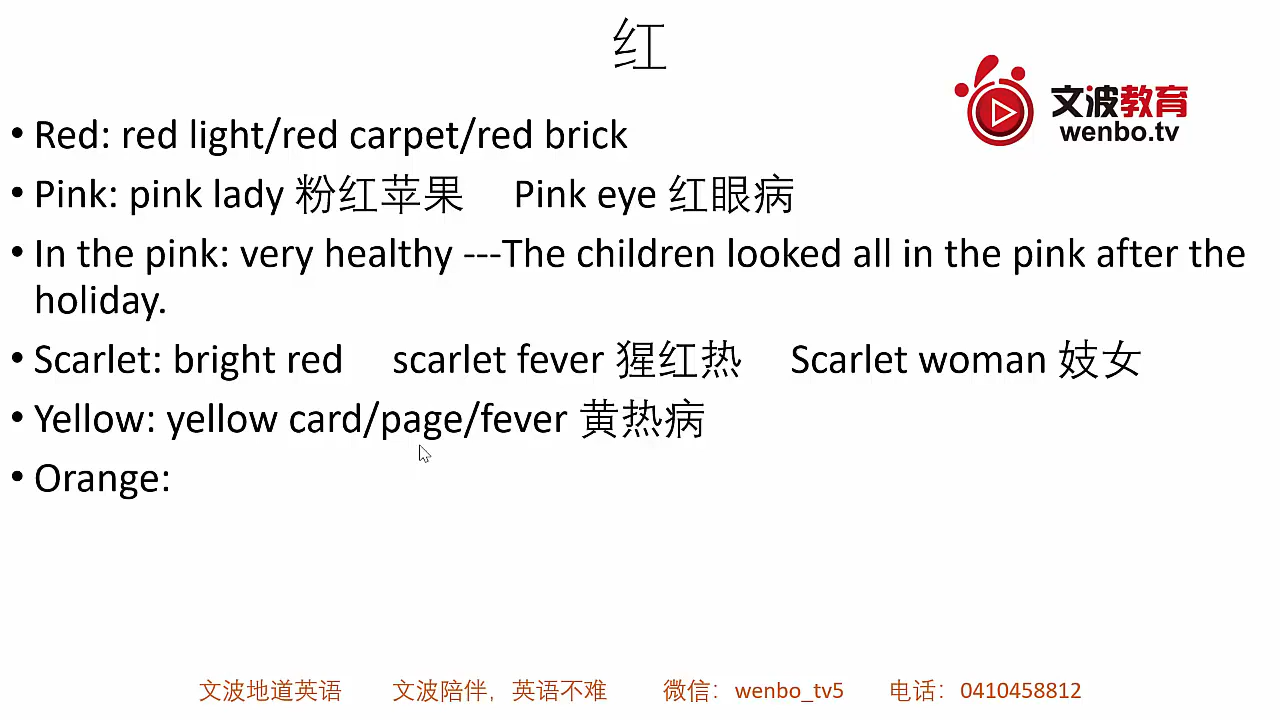 红
文波教育
wenbo.tv
• Red: red light/red carpet/red brick
• Pink: pink lady 粉红苹果 Pink eye 红眼病
• In the pink: very healthy ---The children looked all in the pink after the
holiday.
• Scarlet: bright red scarlet fever 猩红热 Scarlet woman 妓女
• Yellow: yellow card/page/fever 黄热病
• Orange:
文波地道英语 文波陪伴，英语不难 微信：wenbo_tv5 电话：0410458812